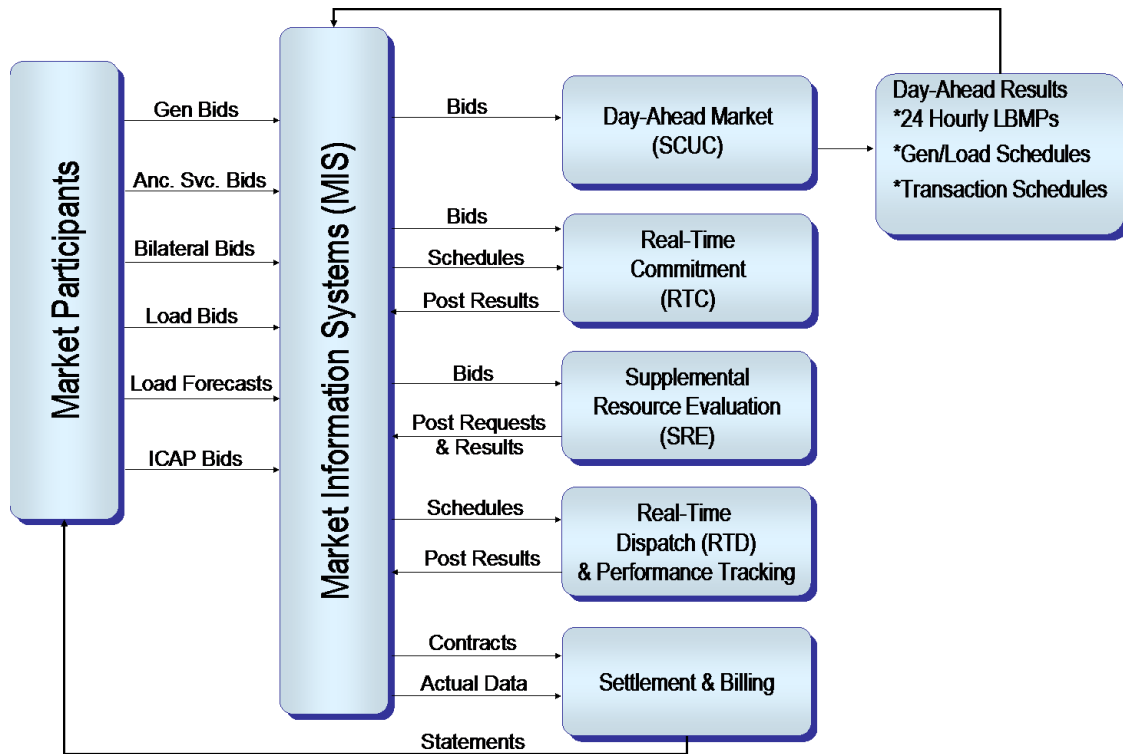 Market Participants
Gen Bids
Anc. Svc. Bids
Bilateral Bids
Load Bids
Load Forecasts
ICAP Bids
Market Information Systems (MIS)
Bids
Day-Ahead Market
(SCUC)
Day-Ahead Results
*24 Hourly LBMPs
*Gen/Load Schedules
*Transaction Schedules
Bids
Schedules
Post Results
Real-Time
Commitment
(RTC)
Bids
Post Requests
& Results
Supplemental
Resource Evaluation
(SRE)
Schedules
Post Results
Real-Time
Dispatch (RTD)
& Performance Tracking
Contracts
Actual Data
Settlement & Billing
Statements